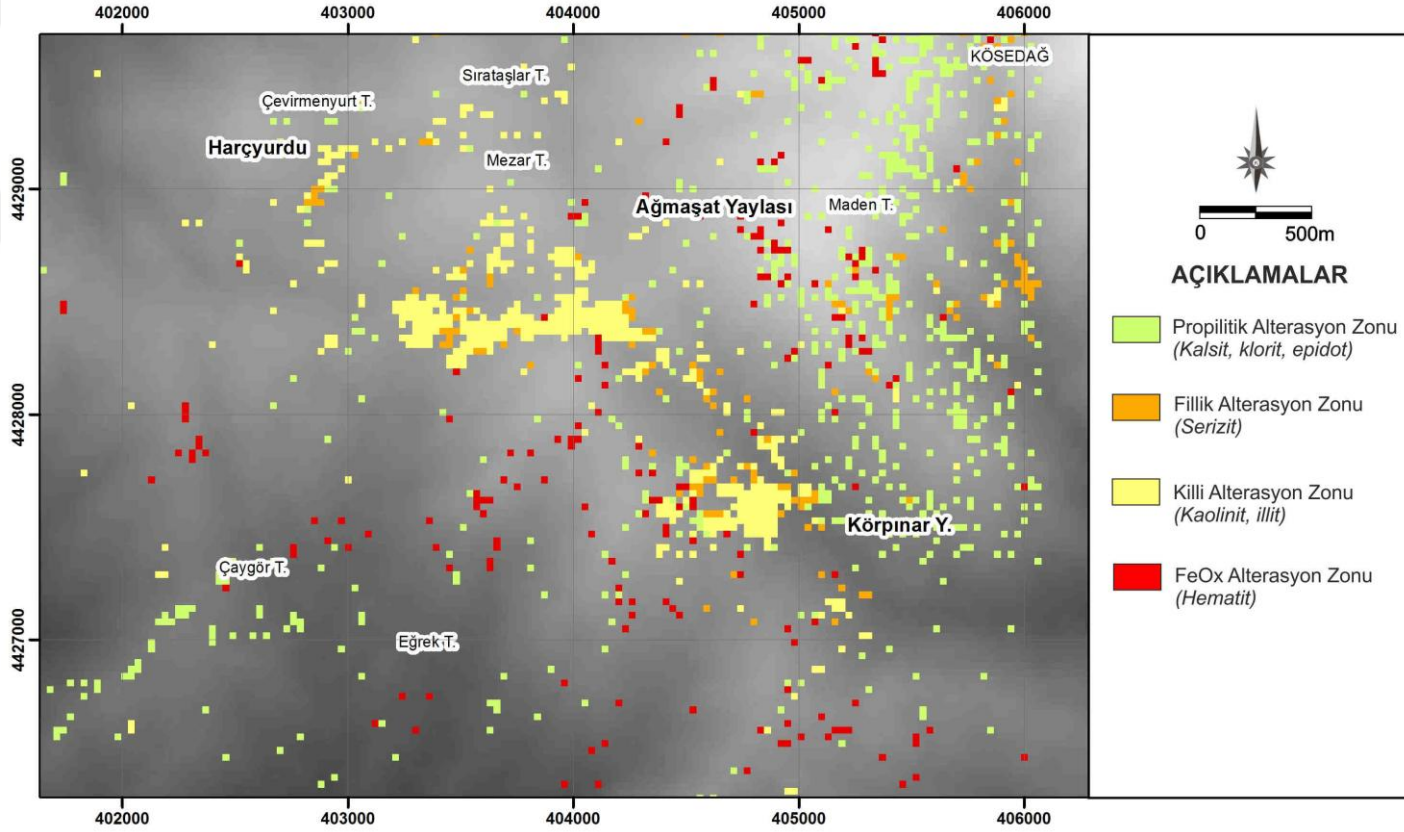 402000 403000 404000 405000 406000
KÖSEDAĞ
Sırataşlar T.
Çevirmenyurt T.
Harçyurdu
Mezar T.
4429000
Ağmaşat Yaylası
Maden T.
4428000
Körpınar Y.
Çaygör T.
4427000
Eğrek T.
402000 403000 404000 405000 406000
0 500m
AÇIKLAMALAR
Propilitik Alterasyon Zonu
(Kalsit, klorit, epidot)
Fillik Alterasyon Zonu
(Serizit)
Killi Alterasyon Zonu
(Kaolinit, illit)
FeOx Alterasyon Zonu
(Hematit)